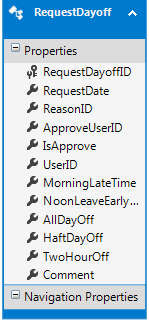 RequestDayoff
Properties
RequestDayoffID
RequestDate
ReasonID
ApproveUserID
IsApprove
UserID
MorningLateTime
NoonLeaveEarly...
AllDayOff
HaftDayOff
TwoHourOff
Comment
Navigation Properties